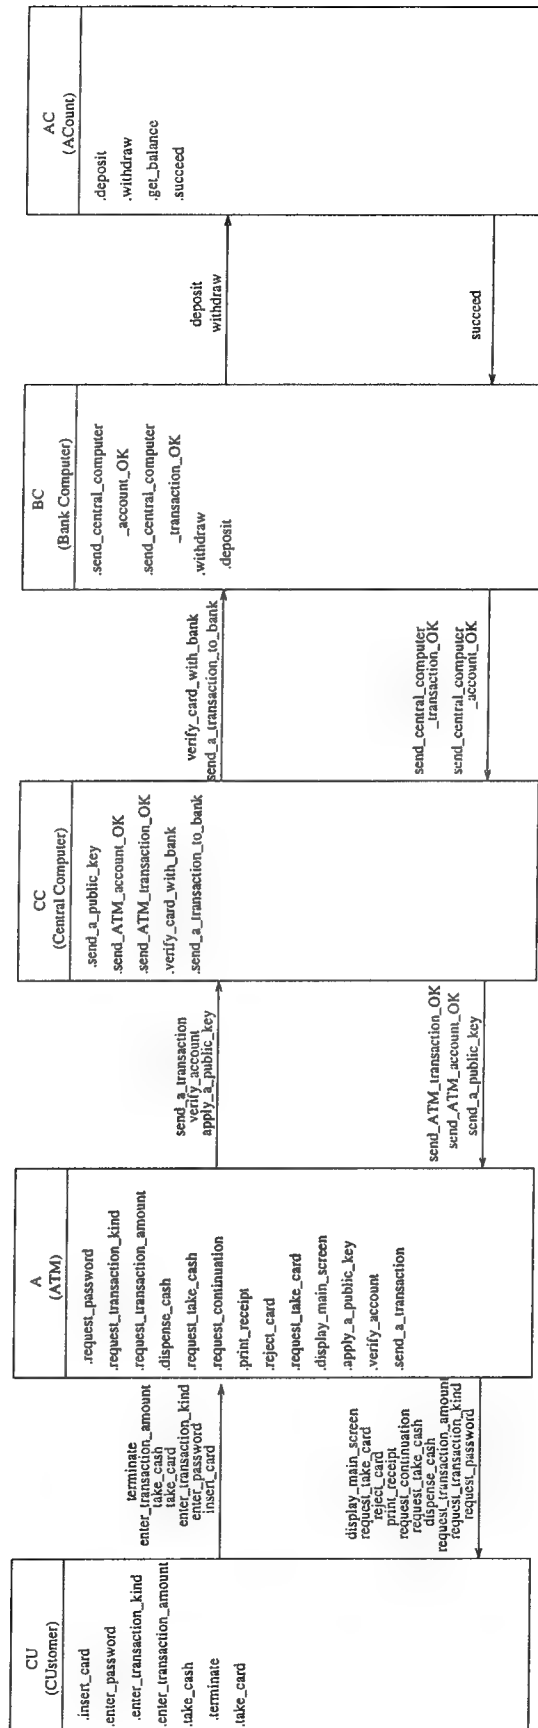 CU
(CUstomer)
.insert_card
.enter_password
.enter_transaction_kind
.enter_transaction_amount
.take_cash
.terminate
.take_card
terminate
enter_transaction_amount
take_cash
take_card
enter_transaction_kind
enter_password
insert_card
display_main_screen
request_take_card
reject_card
print_receipt
request_continuation
request_take_cash
dispense_cash
request_transaction_amount
request_transaction_kind
request_password
A
(ATM)
.request_password
.request_transaction_kind
.request_transaction_amount
.dispense_cash
.request_take_cash
.request_continuation
.print_receipt
.reject_card
.request_take_card
.display_main_screen
.apply_a_public_key
.verify_account
.send_a_transaction
send_a_transaction
verify_account
apply_a_public_key
send_ATM_transaction_OK
send_ATM_account_OK
send_a_public_key
CC
(Central Computer)
.send_a_public_key
.send_ATM_account_OK
.send_ATM_transaction_OK
.verify_card_with_bank
.send_a_transaction_to_bank
verify_card_with_bank
send_a_transaction_to_bank
send_central_computer
_transaction_OK
send_central_computer
_account_OK
BC
(Bank Computer)
.send_central_computer
_account_OK
.send_central_computer
_transaction_OK
.withdraw
.deposit
deposit
withdraw
succeed
AC
(ACount)
.deposit
.withdraw
.get_balance
.succeed